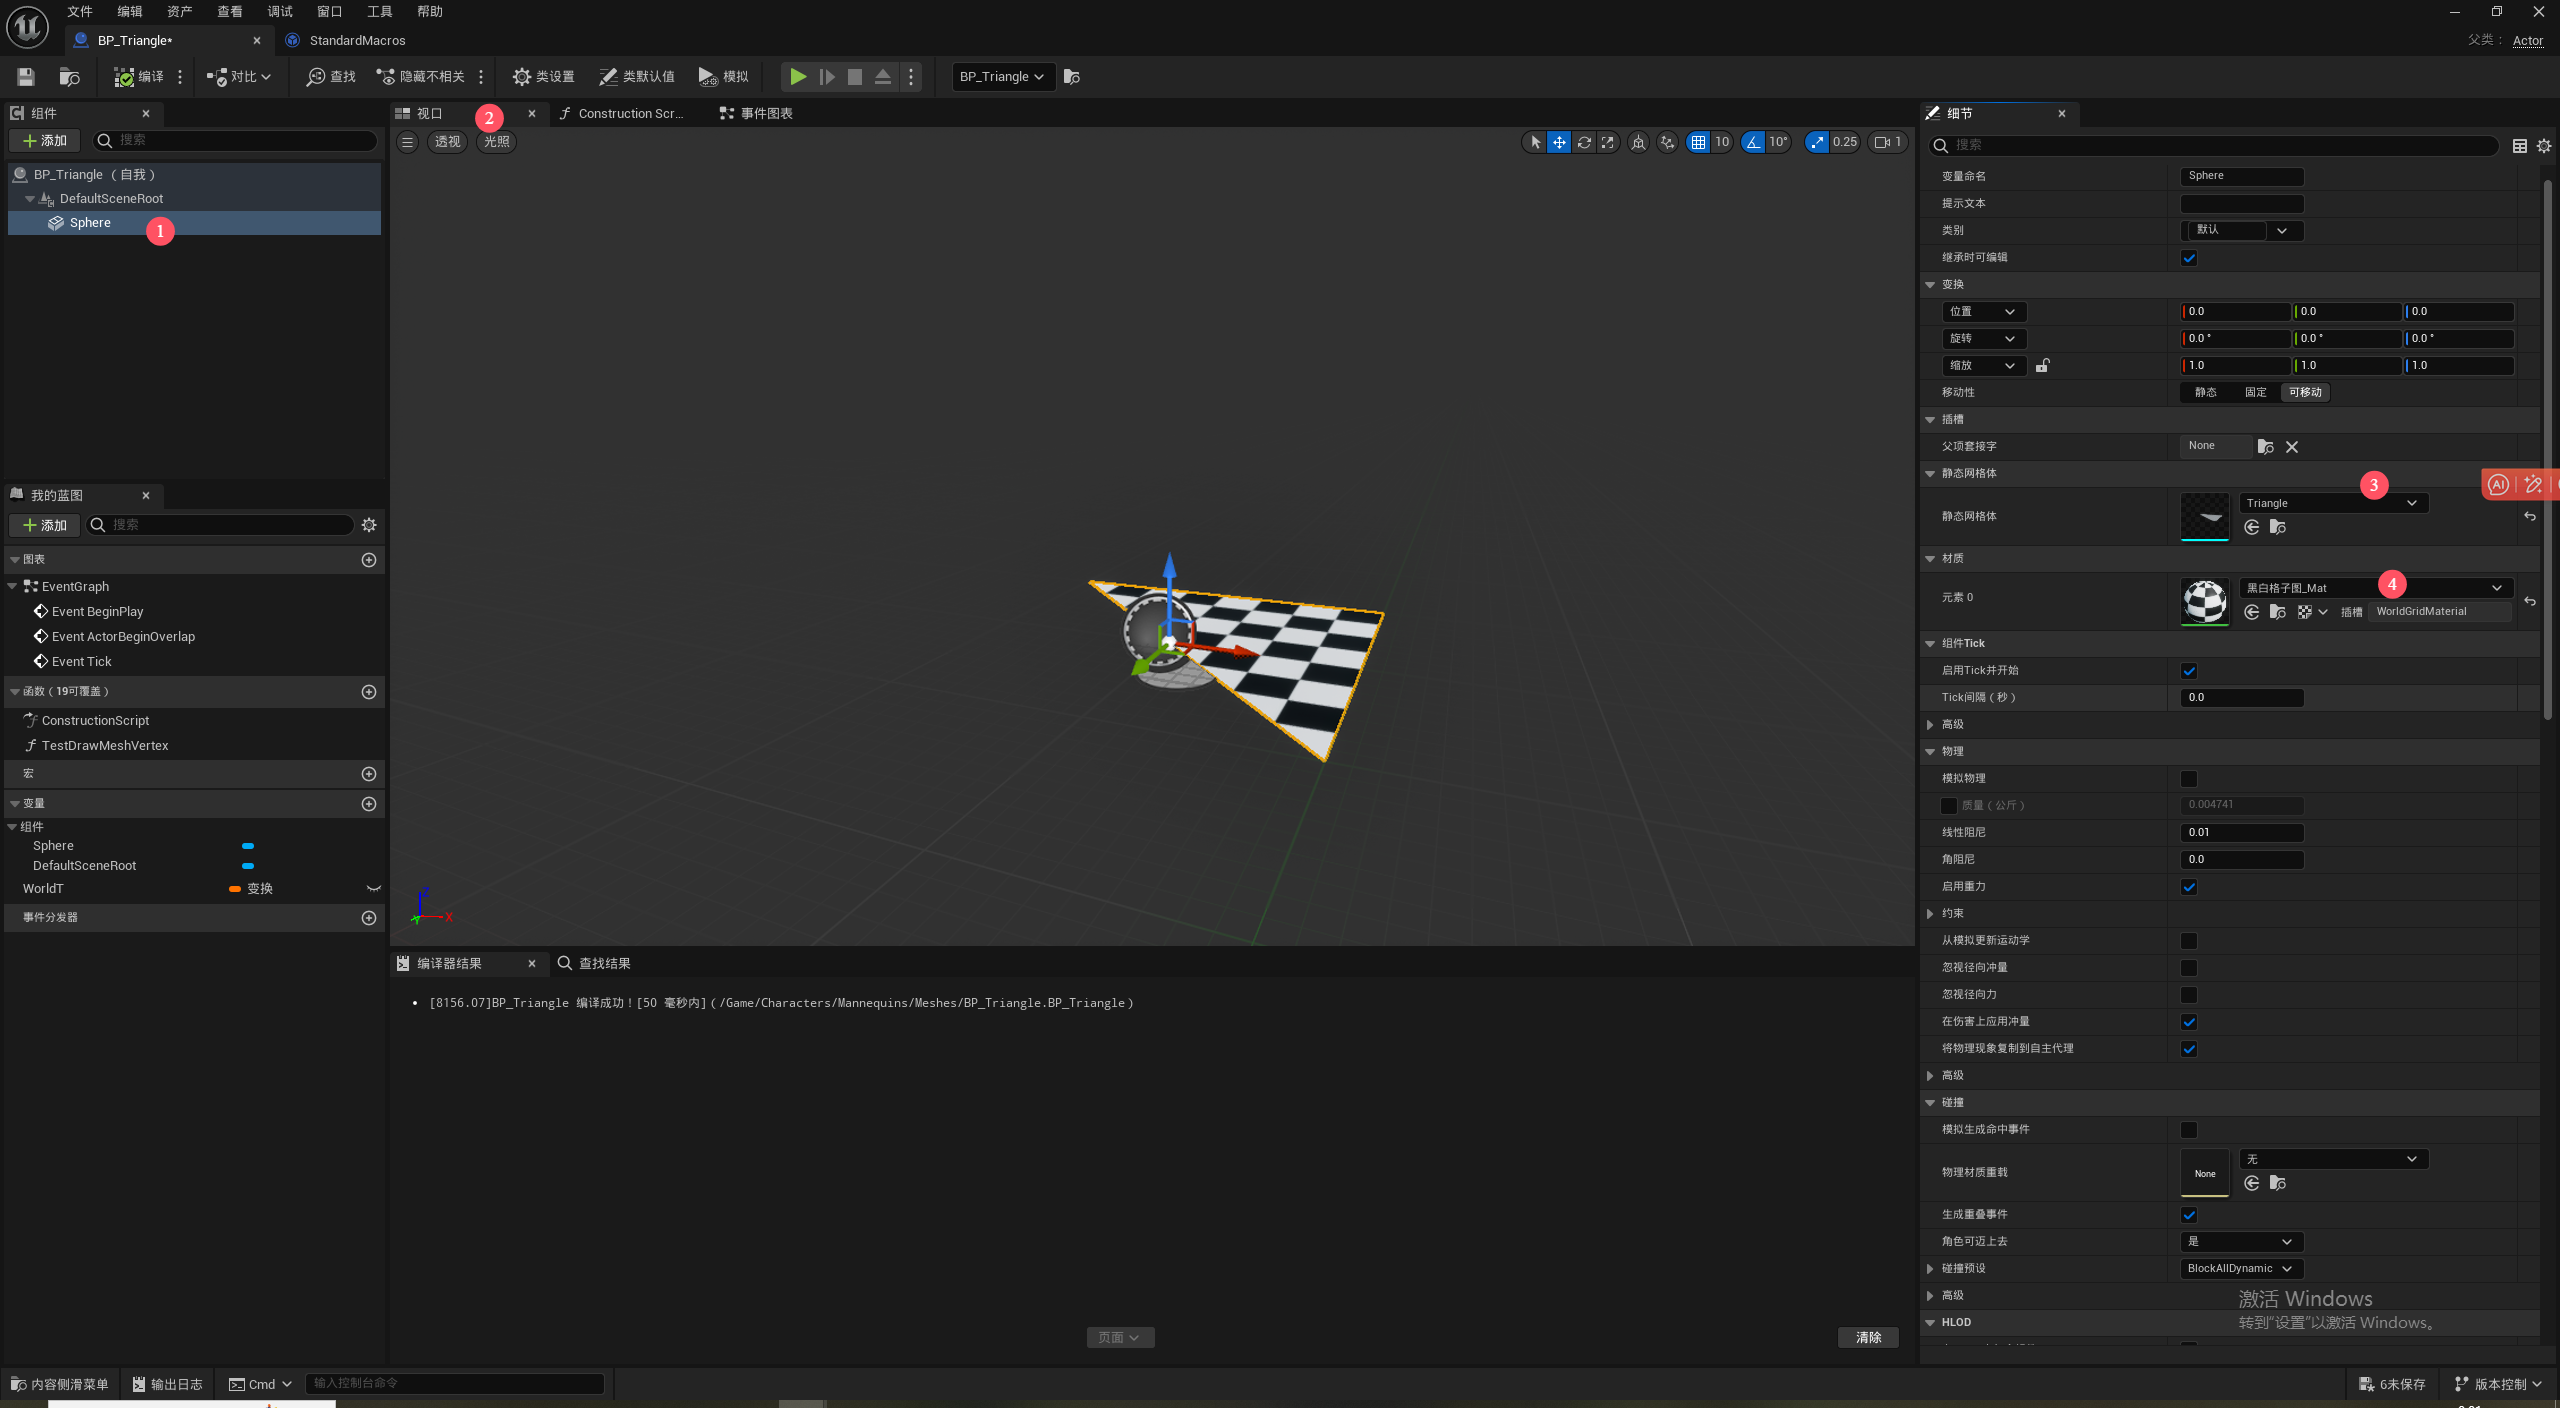 文件 编辑 资产 查看 调试 窗口 工具 帮助
BP_Triangle* StandardMacros
父类： Actor
编译 对比 查找 隐藏不相关 类设置 类默认值 模拟 BP_Triangle
组件
添加 搜索
BP_Triangle （自我）
DefaultSceneRoot
Sphere 1
我的蓝图
添加 搜索
图表
EventGraph
Event BeginPlay
Event ActorBeginOverlap
Event Tick
函数（19可覆盖）
ConstructionScript
TestDrawMeshVertex
宏
变量
组件
Sphere
DefaultSceneRoot
WorldT 变换
事件分发器
视口 2 Construction Scr... 事件图表
透视 光照 10 10° 0.25 1
Z
X
Y
编译器结果 查找结果
[8156.07]BP_Triangle 编译成功！[50 毫秒内]（/Game/Characters/Mannequins/Meshes/BP_Triangle.BP_Triangle）
页面 清除
细节
搜索
变量命名 Sphere
提示文本
类别 默认
继承时可编辑
变换
位置 0.0 0.0 0.0
旋转 0.0 ° 0.0 ° 0.0 °
缩放 1.0 1.0 1.0
移动性 静态 固定 可移动
插槽
父项套接字 None
静态网格体 3
AI
静态网格体 Triangle
材质
元素 0 黑白格子图_Mat 4
插槽 WorldGridMaterial
组件Tick
启用Tick并开始
Tick间隔（秒） 0.0
高级
物理
模拟物理
质量（公斤） 0.004741
线性阻尼 0.01
角阻尼 0.0
启用重力
约束
从模拟更新运动学
忽视径向冲量
忽视径向力
在伤害上应用冲量
将物理现象复制到自主代理
高级
碰撞
模拟生成命中事件
物理材质重载 None 无
生成重叠事件
角色可迈上去 是
碰撞预设 BlockAllDynamic
高级
HLOD
激活 Windows
转到“设置”以激活 Windows。
内容侧滑菜单 输出日志 Cmd 输入控制台命令
6未保存 版本控制